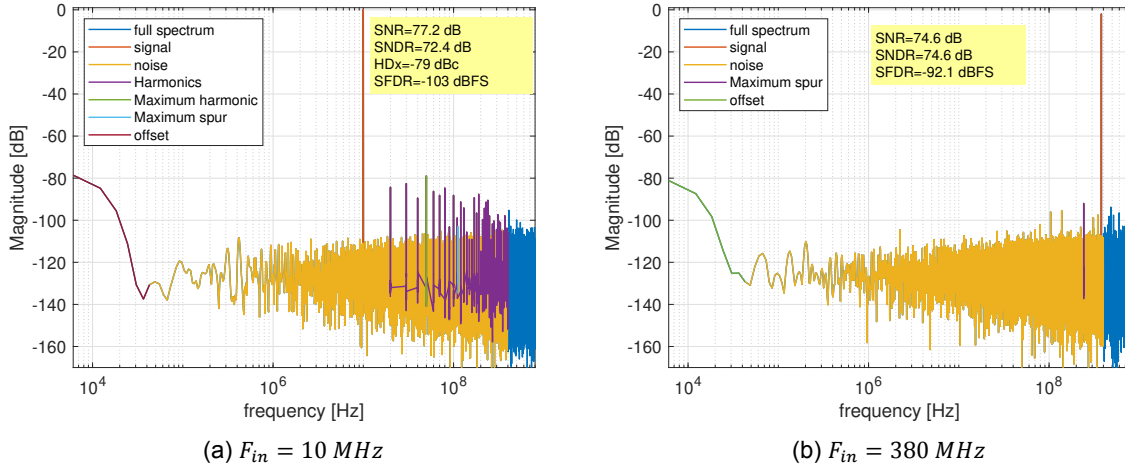 0
-20
-40
-60
-80
-100
-120
-140
-160
Magnitude [dB]
full spectrum
signal
noise
Harmonics
Maximum harmonic
Maximum spur
offset
SNR=77.2 dB
SNDR=72.4 dB
HDx=-79 dBc
SFDR=-103 dBFS
10^4
10^6
10^8
frequency [Hz]
(a) F_in = 10 MHz
0
-20
-40
-60
-80
-100
-120
-140
-160
Magnitude [dB]
full spectrum
signal
noise
Maximum spur
offset
SNR=74.6 dB
SNDR=74.6 dB
SFDR=-92.1 dBFS
10^4
10^6
10^8
frequency [Hz]
(b) F_in = 380 MHz